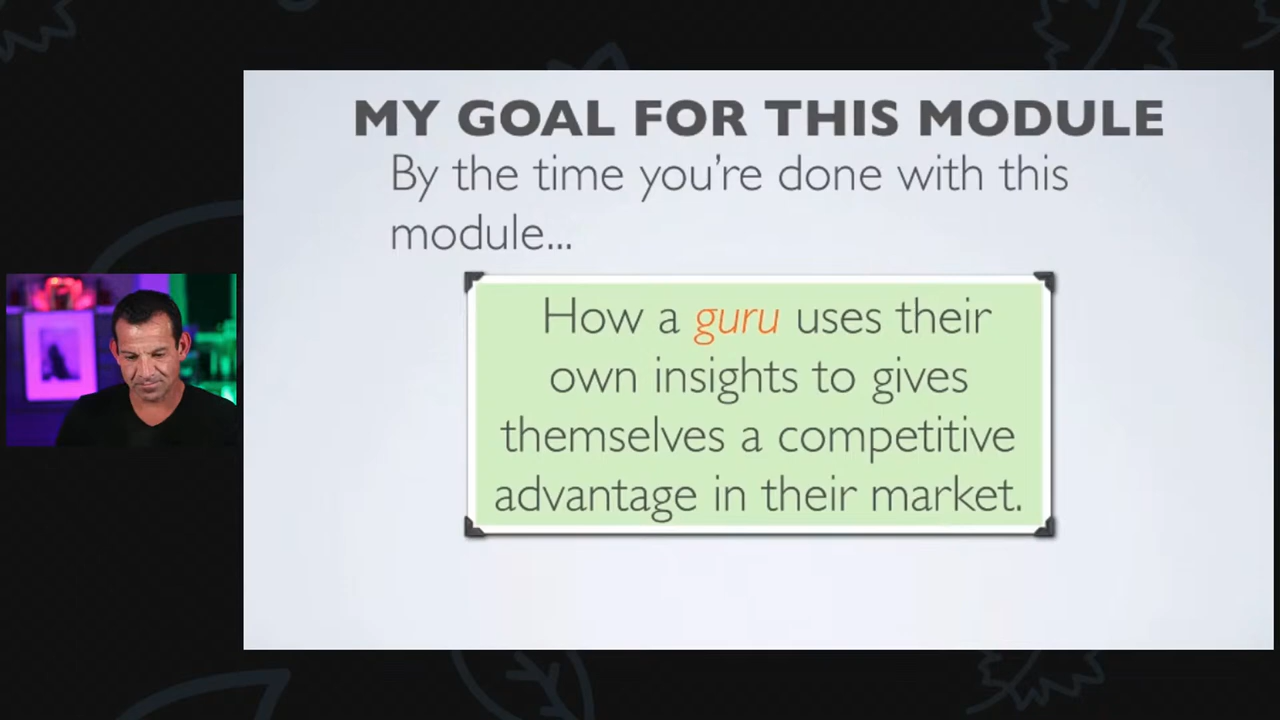 MY GOAL FOR THIS MODULE
By the time you’re done with this
module...
How a guru uses their
own insights to gives
themselves a competitive
advantage in their market.